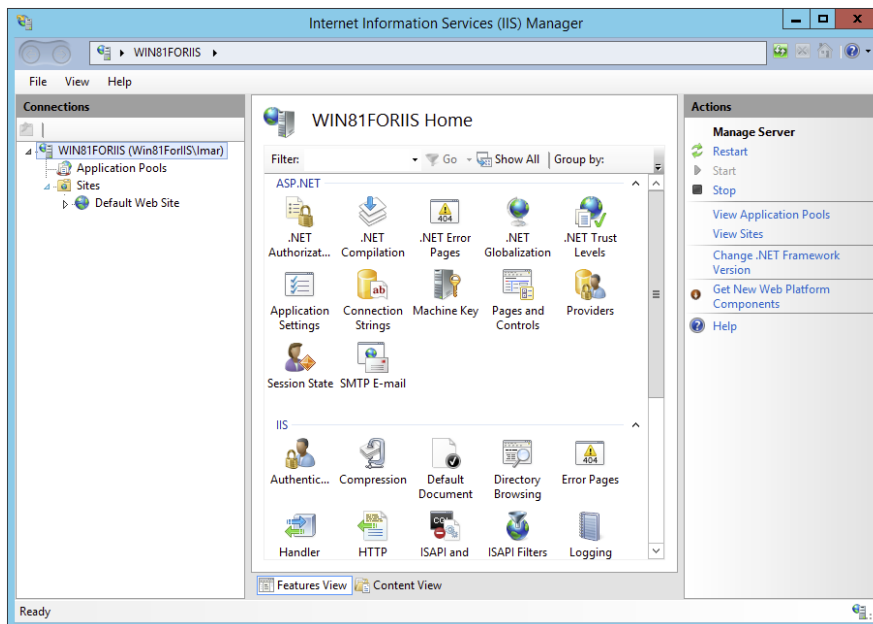 Internet Information Services (IIS) Manager
WIN81FORIIS
File View Help
Connections
WIN81FORIIS (Win81ForIIS\Imar)
Application Pools
Sites
Default Web Site
WIN81FORIIS Home
Filter: Go Show All Group by:
ASP.NET
.NET Authorizat...
.NET Compilation
.NET Error Pages
.NET Globalization
.NET Trust Levels
Application Settings
Connection Strings
Machine Key
Pages and Controls
Providers
Session State
SMTP E-mail
IIS
Authentic...
Compression
Default Document
Directory Browsing
Error Pages
Handler
HTTP
ISAPI and
ISAPI Filters
Logging
Features View
Content View
Actions
Manage Server
Restart
Start
Stop
View Application Pools
View Sites
Change .NET Framework
Version
Get New Web Platform
Components
Help
Ready